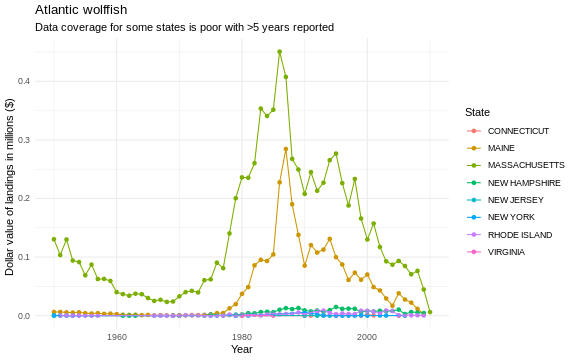 Atlantic wolffish
Data coverage for some states is poor with >5 years reported
Dollar value of landings in millions ($)
0.4
0.3
0.2
0.1
0.0
1960
1980
2000
Year
State
CONNECTICUT
MAINE
MASSACHUSETTS
NEW HAMPSHIRE
NEW JERSEY
NEW YORK
RHODE ISLAND
VIRGINIA